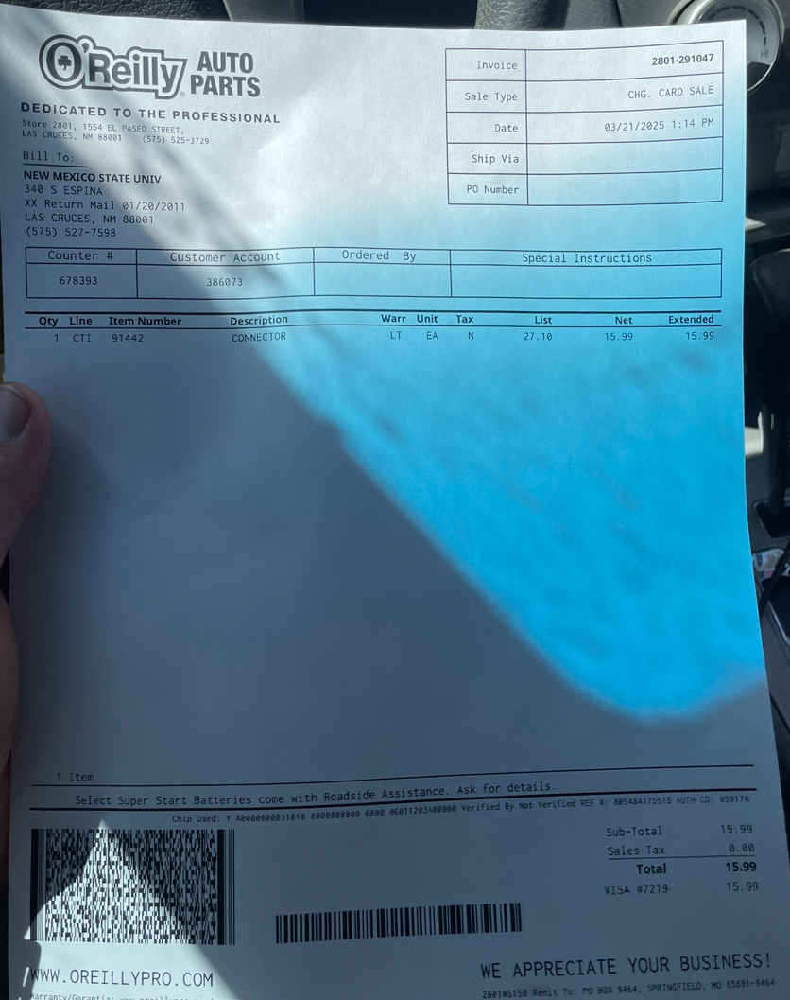 O'Reilly AUTO PARTS
DEDICATED TO THE PROFESSIONAL
Store 2801, 1554 EL PASEO STREET,
LAS CRUCES, NM 88001 (575) 525-3729
Invoice 2801-291047
Sale Type CHG. CARD SALE
Date 03/21/2025 1:14 PM
Ship Via
PO Number
Bill To:
NEW MEXICO STATE UNIV
340 S ESPINA
XX Return Mail 01/20/2011
LAS CRUCES, NM 88001
(575) 527-7598
Counter # Customer Account Ordered By Special Instructions
678393 386073
Qty Line Item Number Description Warr Unit Tax List Net Extended
1 CTI 91442 CONNECTOR LT EA N 27.10 15.99 15.99
1 Item
Select Super Start Batteries come with Roadside Assistance. Ask for details.
Chip Used: Y A0000000031010 8000008000 6800 06011203A00000 Verified By Not Verified REF #: 805484175515 AUTH CD: 059176
Sub-Total 15.99
Sales Tax 0.00
Total 15.99
VISA #7219 15.99
WWW.OREILLYPRO.COM
WE APPRECIATE YOUR BUSINESS!
2801WS150 Remit To: PO BOX 9464, SPRINGFIELD, MO 65801-9464
Warranty/Garantia: